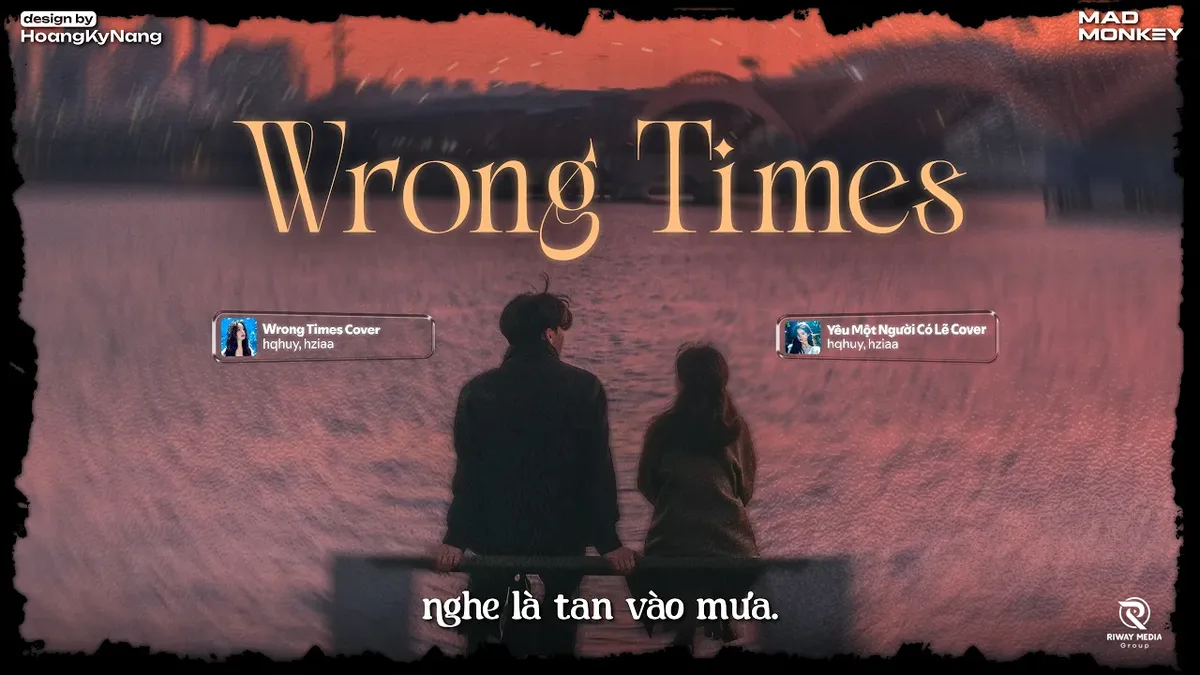 design by
HoangKyNang
MAD
MONKEY
Wrong Times
Wrong Times Cover
hqhuy, hziaa
Yêu Một Người Có Lẽ Cover
hqhuy, hziaa
nghe là tan vào mưa.
RIWAY MEDIA
Group